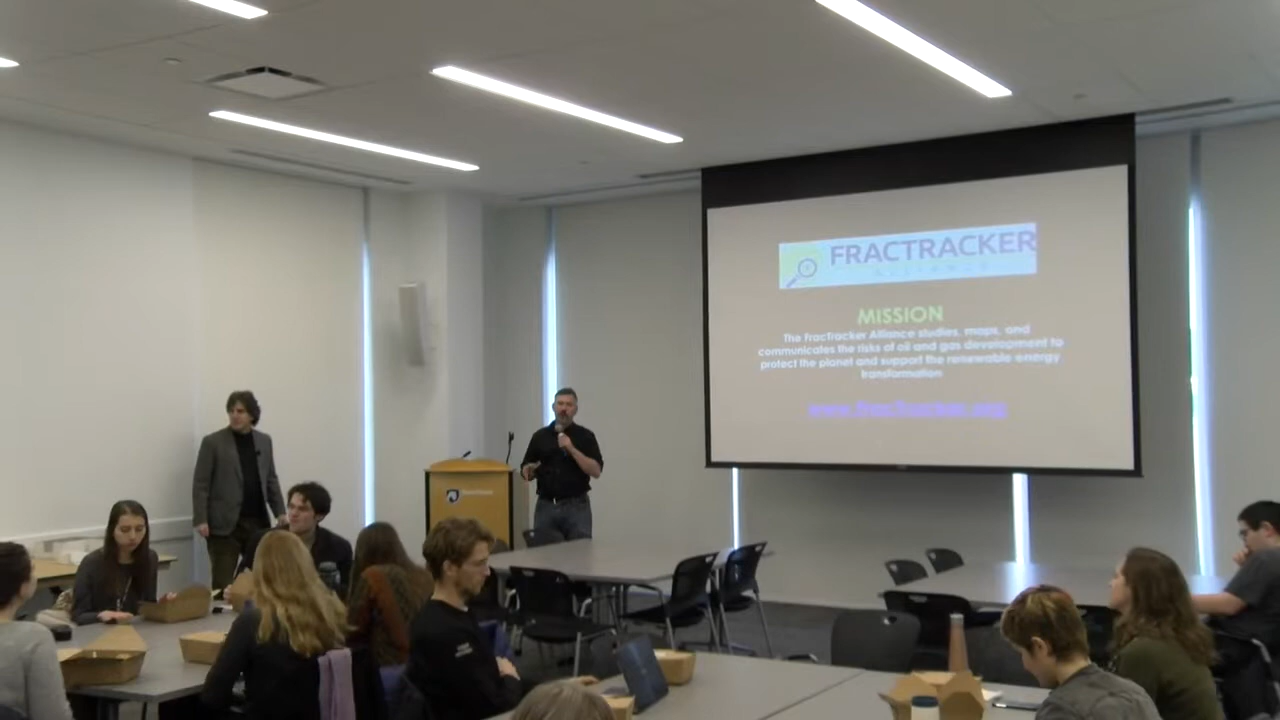 FRACTRACKER
ALLIANCE
MISSION
The FracTracker Alliance studies, maps, and
communicates the risks of oil and gas development to
protect the planet and support the renewable energy
transformation
www.fractracker.org